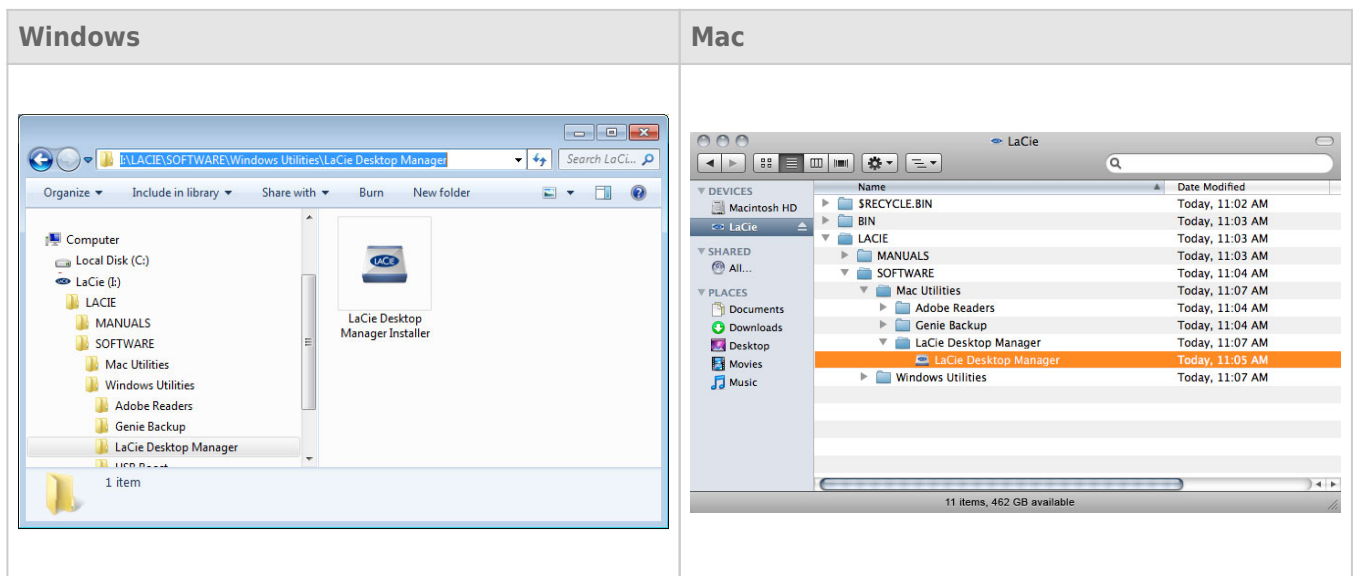 Windows
I:\LACIE\SOFTWARE\Windows Utilities\LaCie Desktop Manager
Search LaCi...
Organize
Include in library
Share with
Burn
New folder
Computer
Local Disk (C:)
LaCie (I:)
LACIE
MANUALS
SOFTWARE
Mac Utilities
Windows Utilities
Adobe Readers
Genie Backup
LaCie Desktop Manager
USB Boost
LACIE
LaCie Desktop
Manager Installer
1 item
Mac
LaCie
DEVICES
Macintosh HD
LaCie
SHARED
All...
PLACES
Documents
Downloads
Desktop
Movies
Music
Name Date Modified
$RECYCLE.BIN Today, 11:02 AM
BIN Today, 11:03 AM
LACIE Today, 11:03 AM
MANUALS Today, 11:03 AM
SOFTWARE Today, 11:04 AM
Mac Utilities Today, 11:07 AM
Adobe Readers Today, 11:04 AM
Genie Backup Today, 11:04 AM
LaCie Desktop Manager Today, 11:07 AM
LaCie Desktop Manager Today, 11:05 AM
Windows Utilities Today, 11:07 AM
11 items, 462 GB available